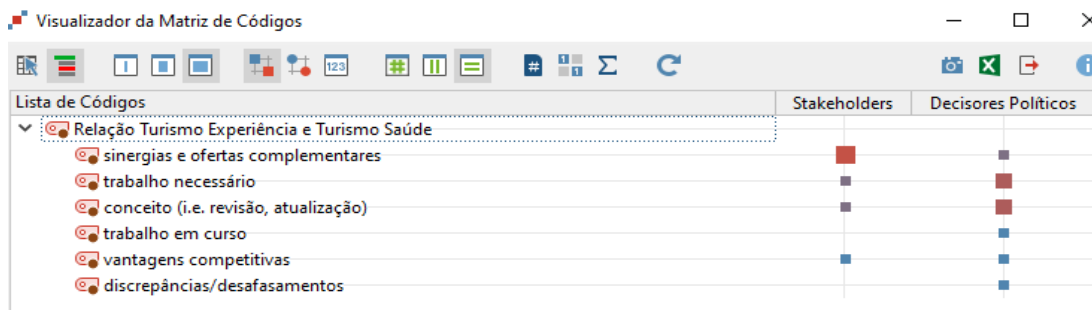 Visualizador da Matriz de Códigos
123
Lista de Códigos Stakeholders Decisores Políticos
Relação Turismo Experiência e Turismo Saúde
sinergias e ofertas complementares
trabalho necessário
conceito (i.e. revisão, atualização)
trabalho em curso
vantagens competitivas
discrepâncias/desafasamentos